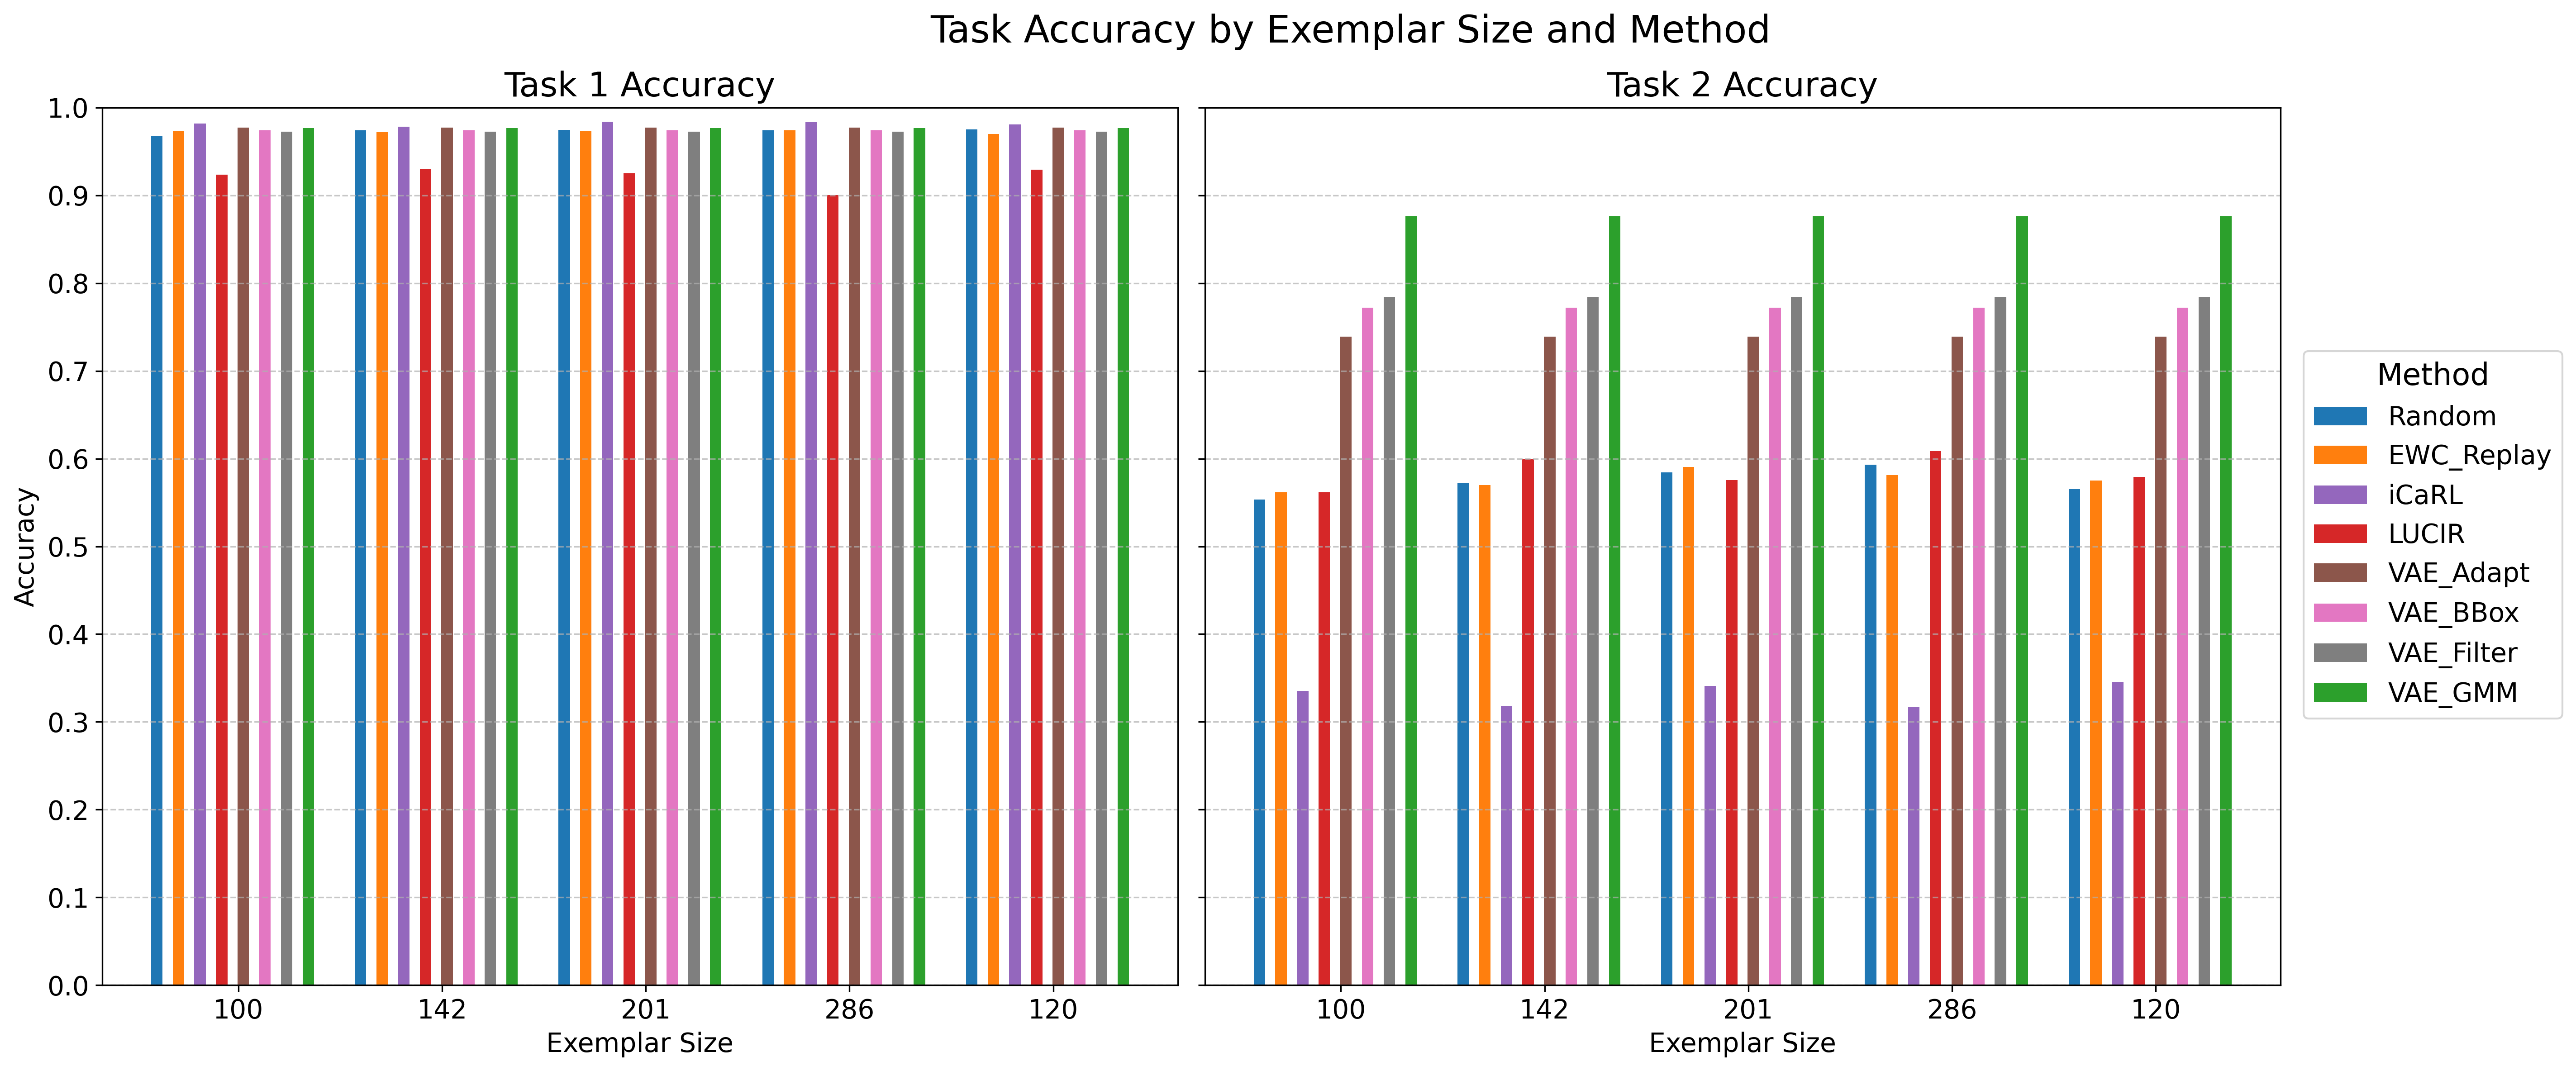 Task Accuracy by Exemplar Size and Method
Task 1 Accuracy
1.0
0.9
0.8
0.7
0.6
0.5
0.4
0.3
0.2
0.1
0.0
Accuracy
100 142 201 286 120
Exemplar Size
Task 2 Accuracy
100 142 201 286 120
Exemplar Size
Method
Random
EWC_Replay
iCaRL
LUCIR
VAE_Adapt
VAE_BBox
VAE_Filter
VAE_GMM